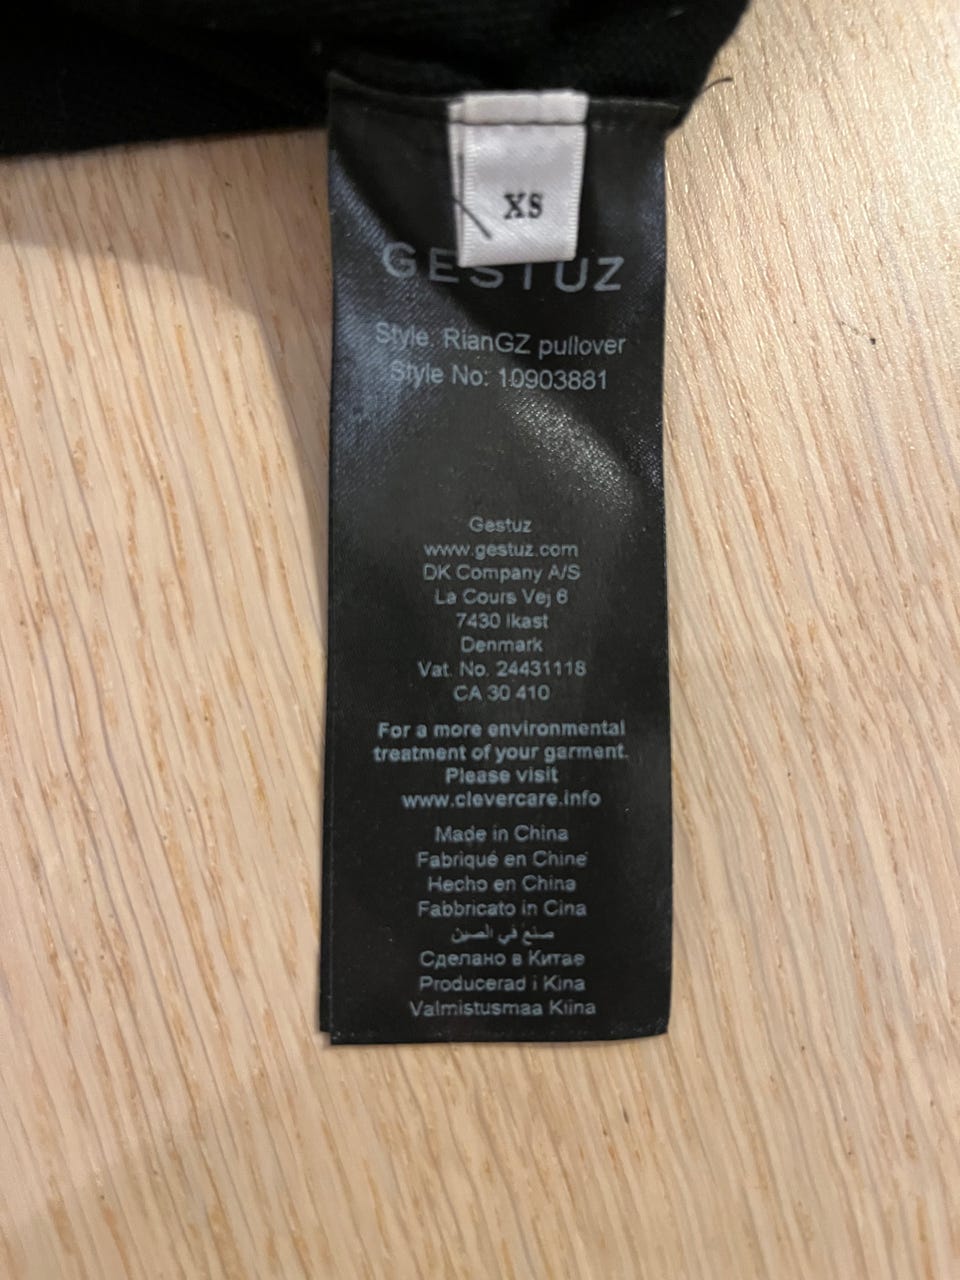 XS
GESTUZ
Style: RianGZ pullover
Style No: 10903881
Gestuz
www.gestuz.com
DK Company A/S
La Cours Vej 6
7430 Ikast
Denmark
Vat. No. 24431118
CA 30 410
For a more environmental
treatment of your garment.
Please visit
www.clevercare.info
Made in China
Fabriqué en Chine
Hecho en China
Fabbricato in Cina
صنع في الصين
Сделано в Китае
Producerad i Kina
Valmistusmaa Kiina